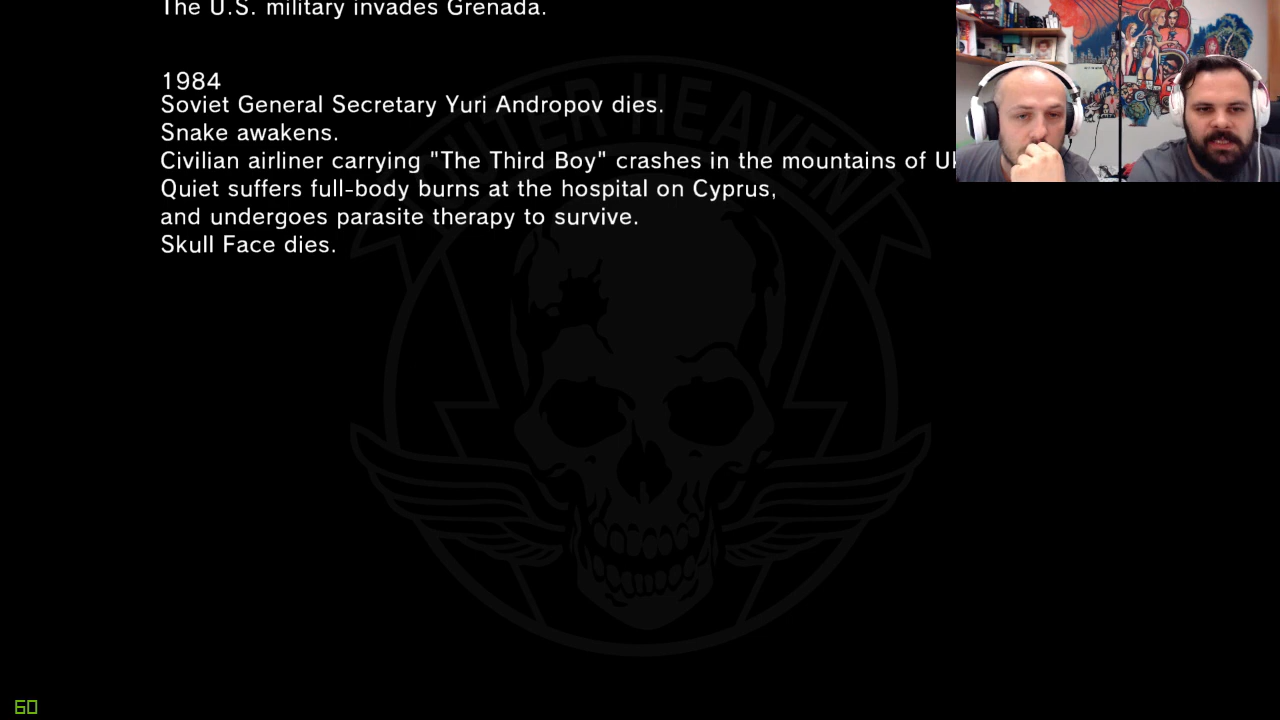 The U.S. military invades Grenada.
1984
Soviet General Secretary Yuri Andropov dies.
Snake awakens.
Civilian airliner carrying "The Third Boy" crashes in the mountains of
Quiet suffers full-body burns at the hospital on Cyprus,
and undergoes parasite therapy to survive.
Skull Face dies.
OUTER HEAVEN
60